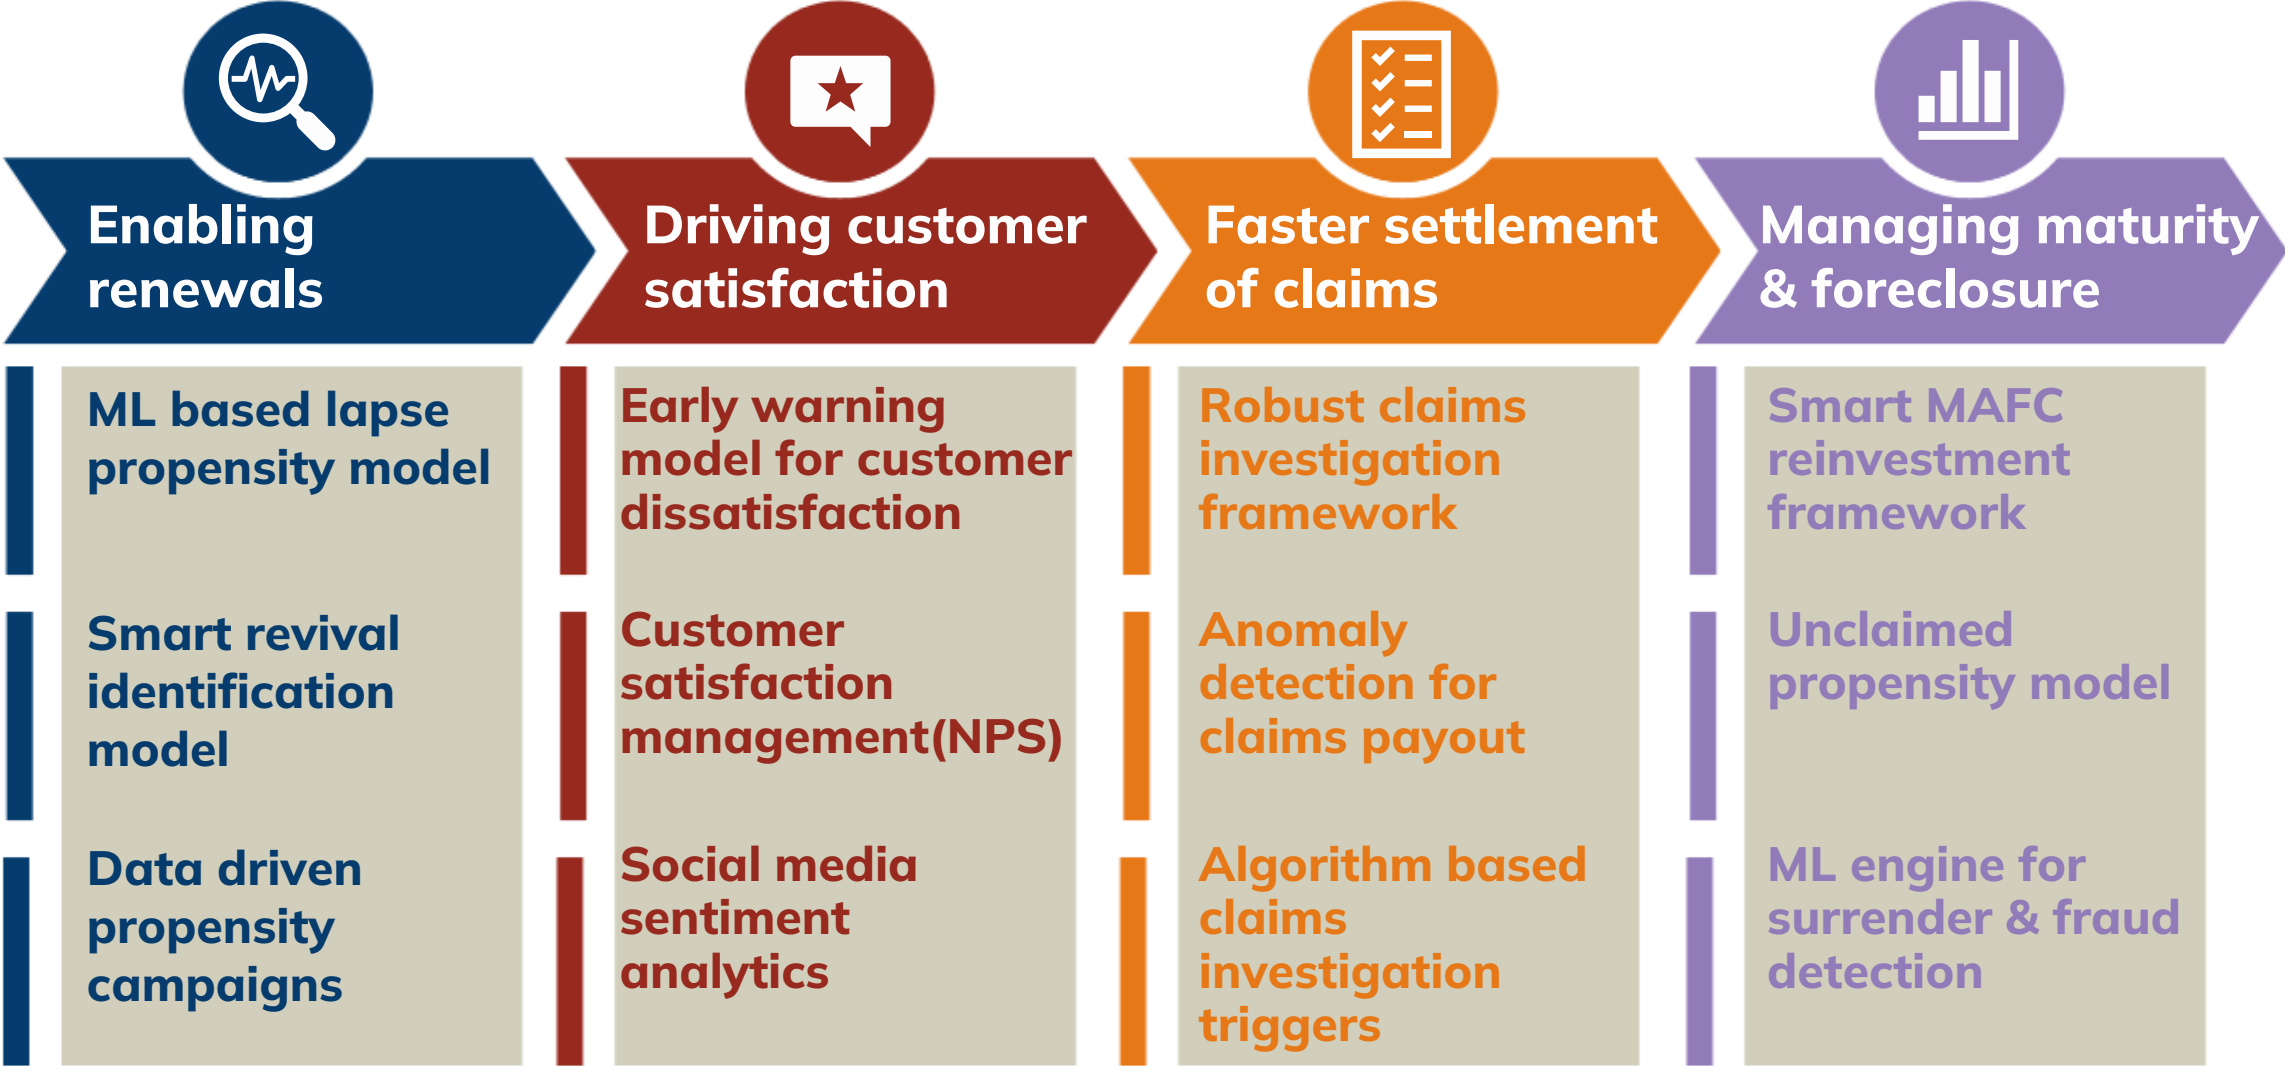 Enabling
renewals
ML based lapse
propensity model
Smart revival
identification
model
Data driven
propensity
campaigns
Driving customer
satisfaction
Early warning
model for customer
dissatisfaction
Customer
satisfaction
management(NPS)
Social media
sentiment
analytics
Faster settlement
of claims
Robust claims
investigation
framework
Anomaly
detection for
claims payout
Algorithm based
claims
investigation
triggers
Managing maturity
& foreclosure
Smart MAFC
reinvestment
framework
Unclaimed
propensity model
ML engine for
surrender & fraud
detection